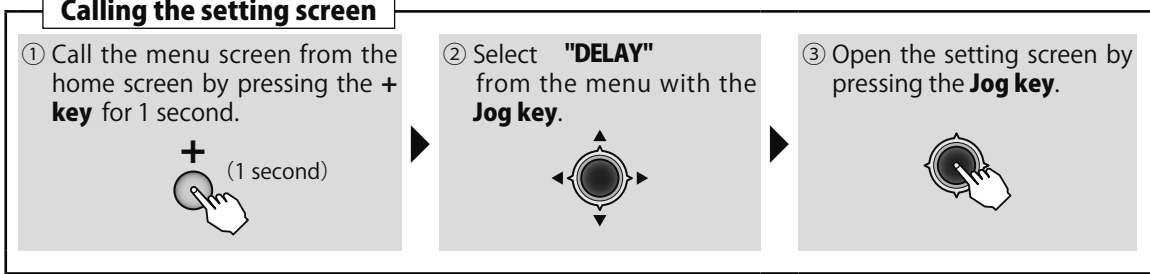 Calling the setting screen
① Call the menu screen from the
home screen by pressing the +
key for 1 second.
+
(1 second)
② Select "DELAY"
from the menu with the
Jog key.
③ Open the setting screen by
pressing the Jog key.